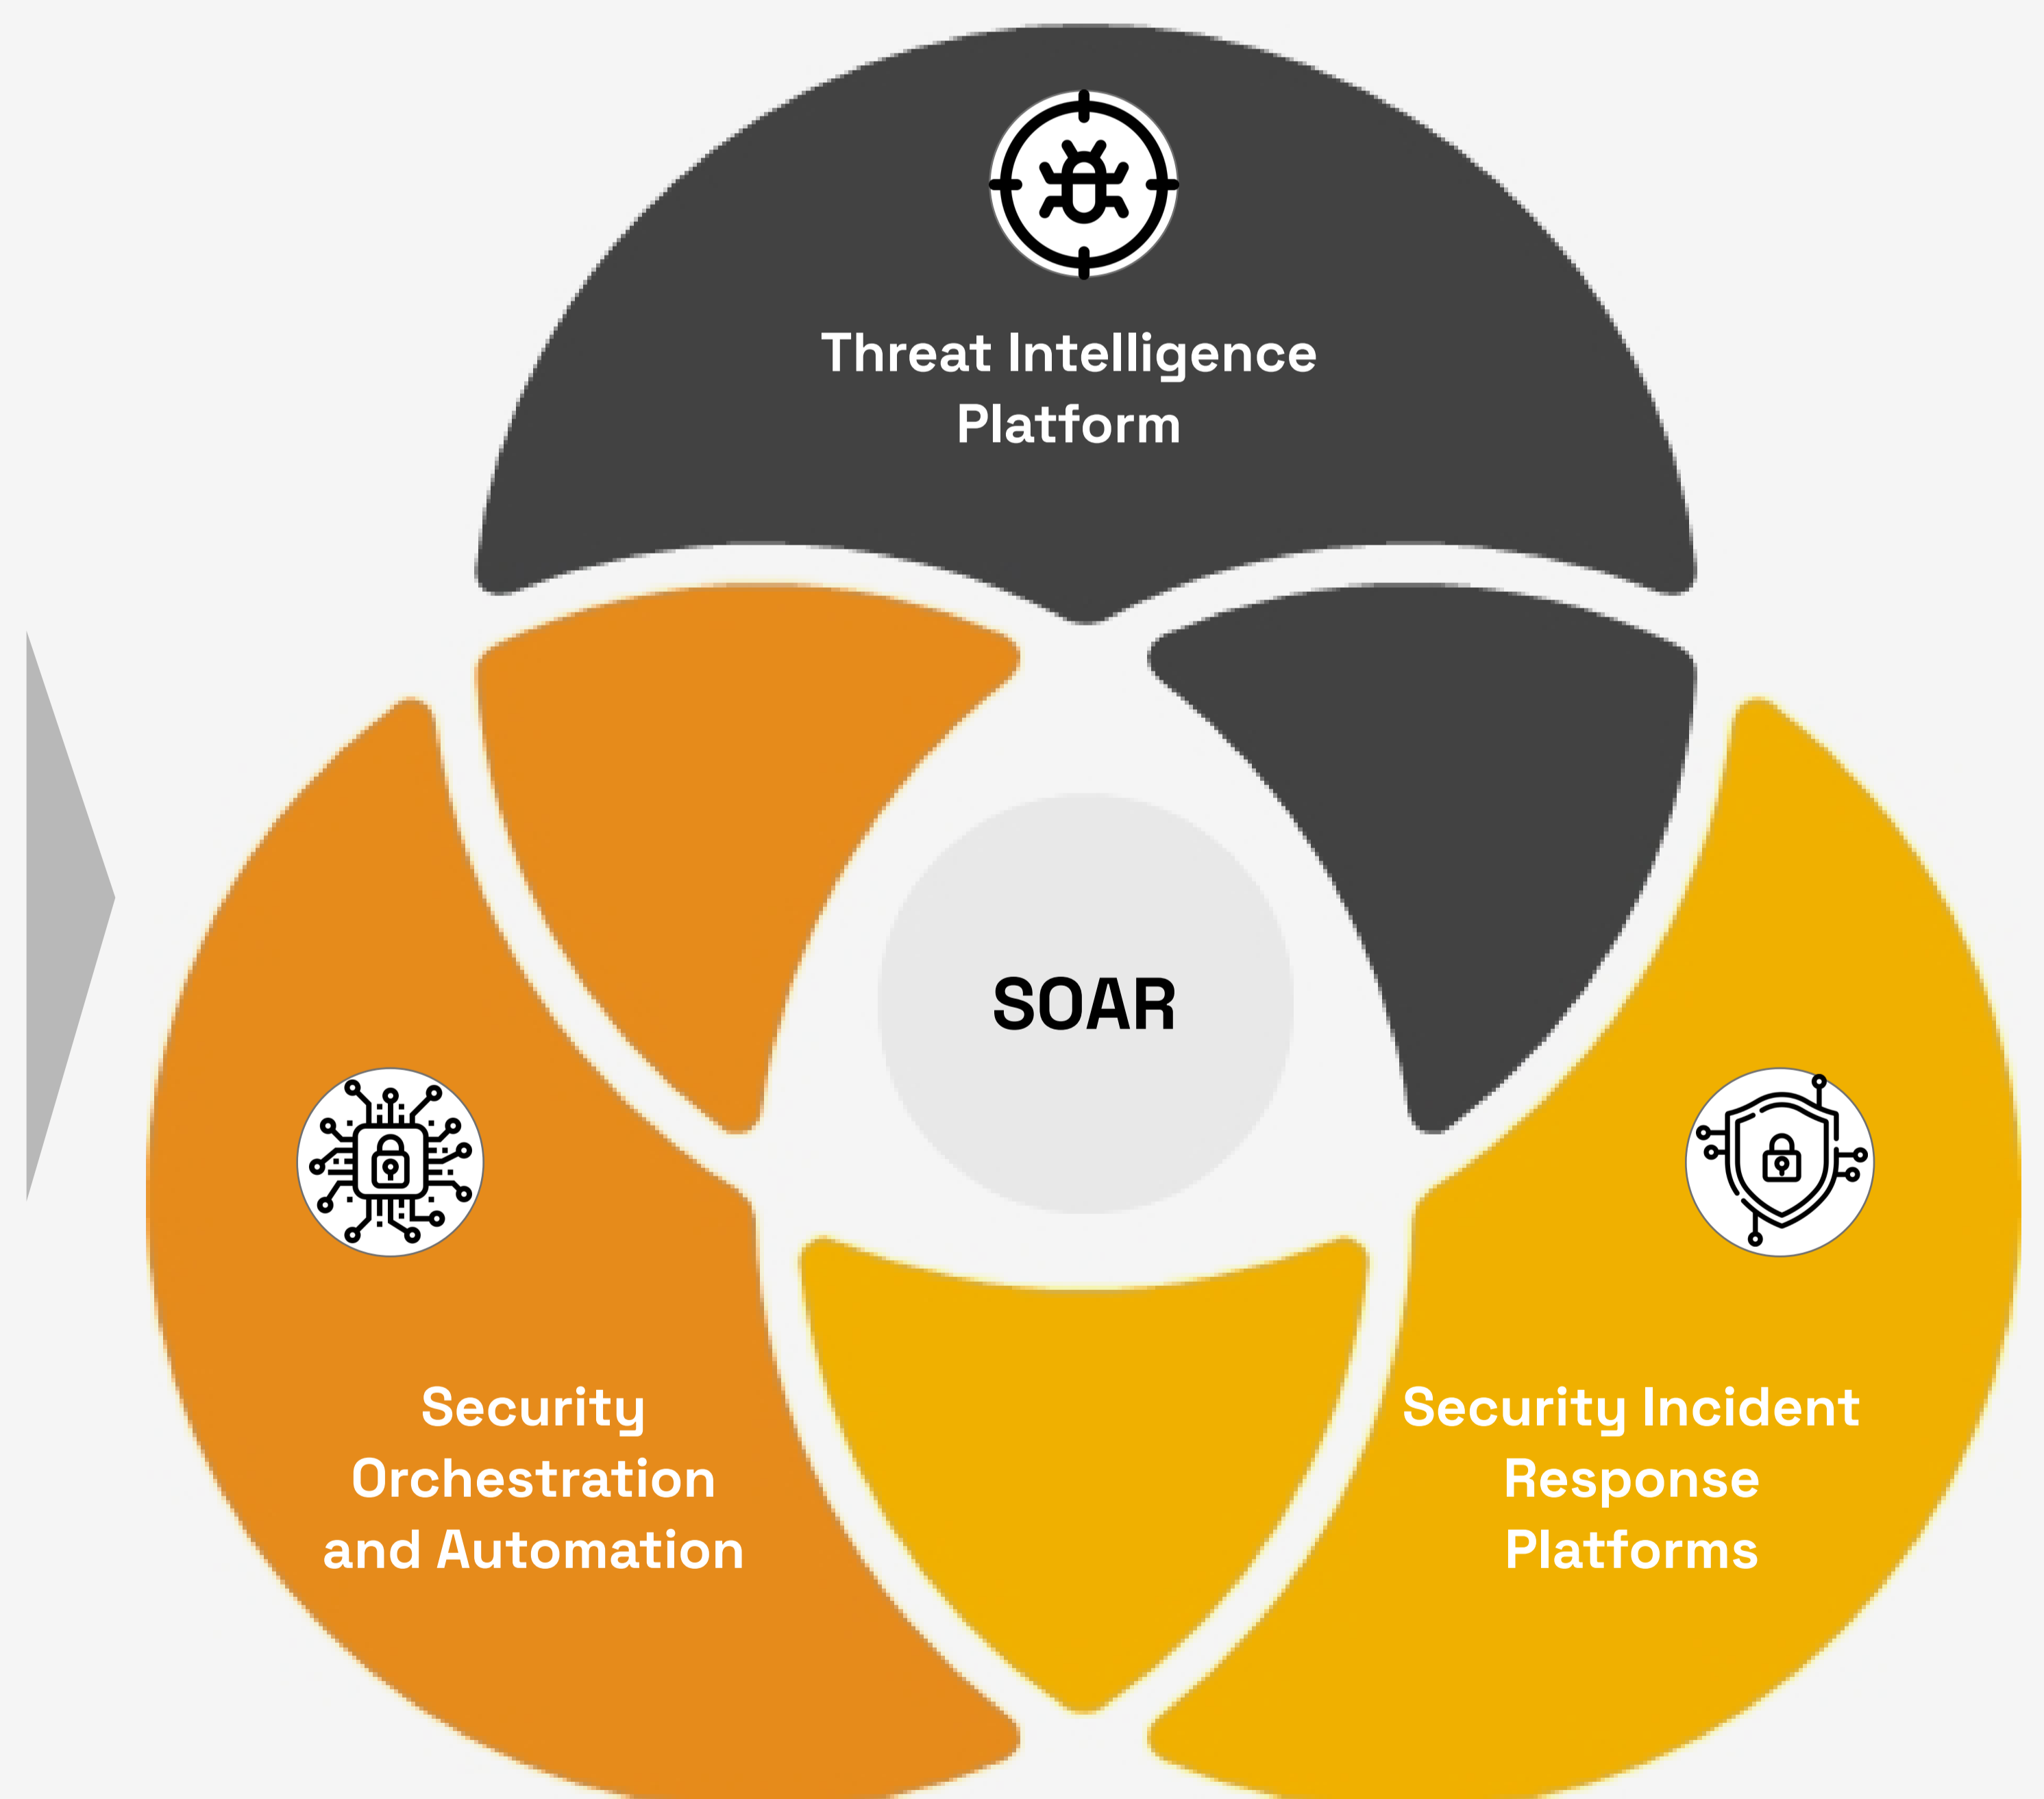 Threat Intelligence
Platform
SOAR
Security
Orchestration
and Automation
Security Incident
Response
Platforms